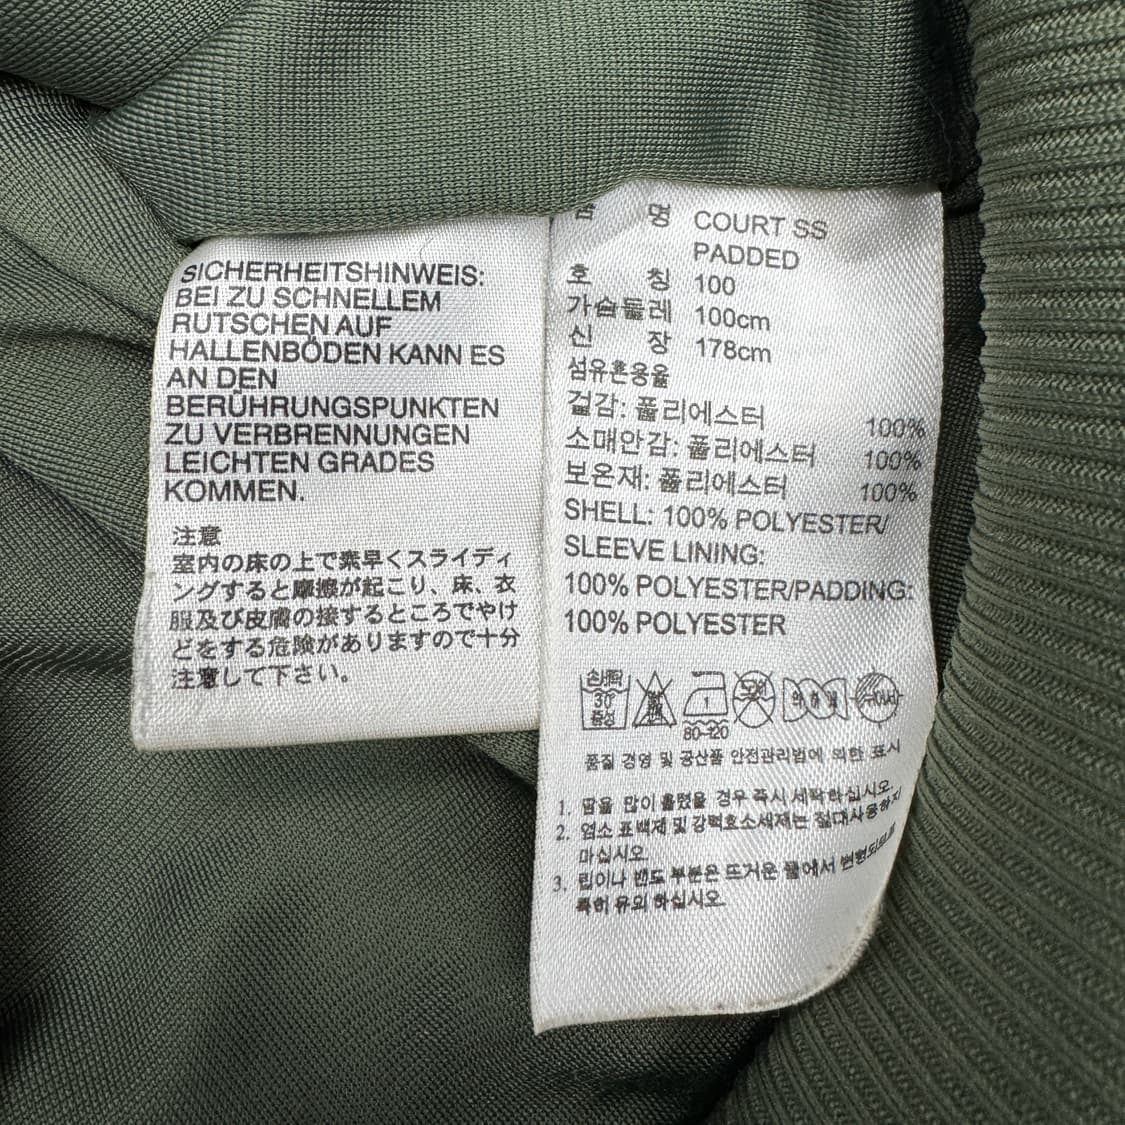 SICHERHEITSHINWEIS:
BEI ZU SCHNELLEM
RUTSCHEN AUF
HALLENBÖDEN KANN ES
AN DEN
BERÜHRUNGSPUNKTEN
ZU VERBRENNUNGEN
LEICHTEN GRADES
KOMMEN.
注意
室内の床の上で素早くスライディ
ングすると摩擦が起こり、床、衣
服及び皮膚の接するところでやけ
どをする危険がありますので十分
注意して下さい。
명 COURT SS
PADDED
호 칭 100
가슴둘레 100cm
신 장 178cm
섬유혼용율
겉감: 폴리에스터 100%
소매안감: 폴리에스터 100%
보온재: 폴리에스터 100%
SHELL: 100% POLYESTER/
SLEEVE LINING:
100% POLYESTER/PADDING:
100% POLYESTER
손세탁
30°
중성
1
80~120
품질 경영 및 공산품 안전관리법에 의한 표시
1. 땀을 많이 흘렸을 경우 즉시 세탁하십시오.
2. 염소 표백제 및 강력효소세제는 절대사용하지
마십시오.
3. 립이나 밴드 부분은 뜨거운 물에서 변형되므로
특히 유의 하십시오.